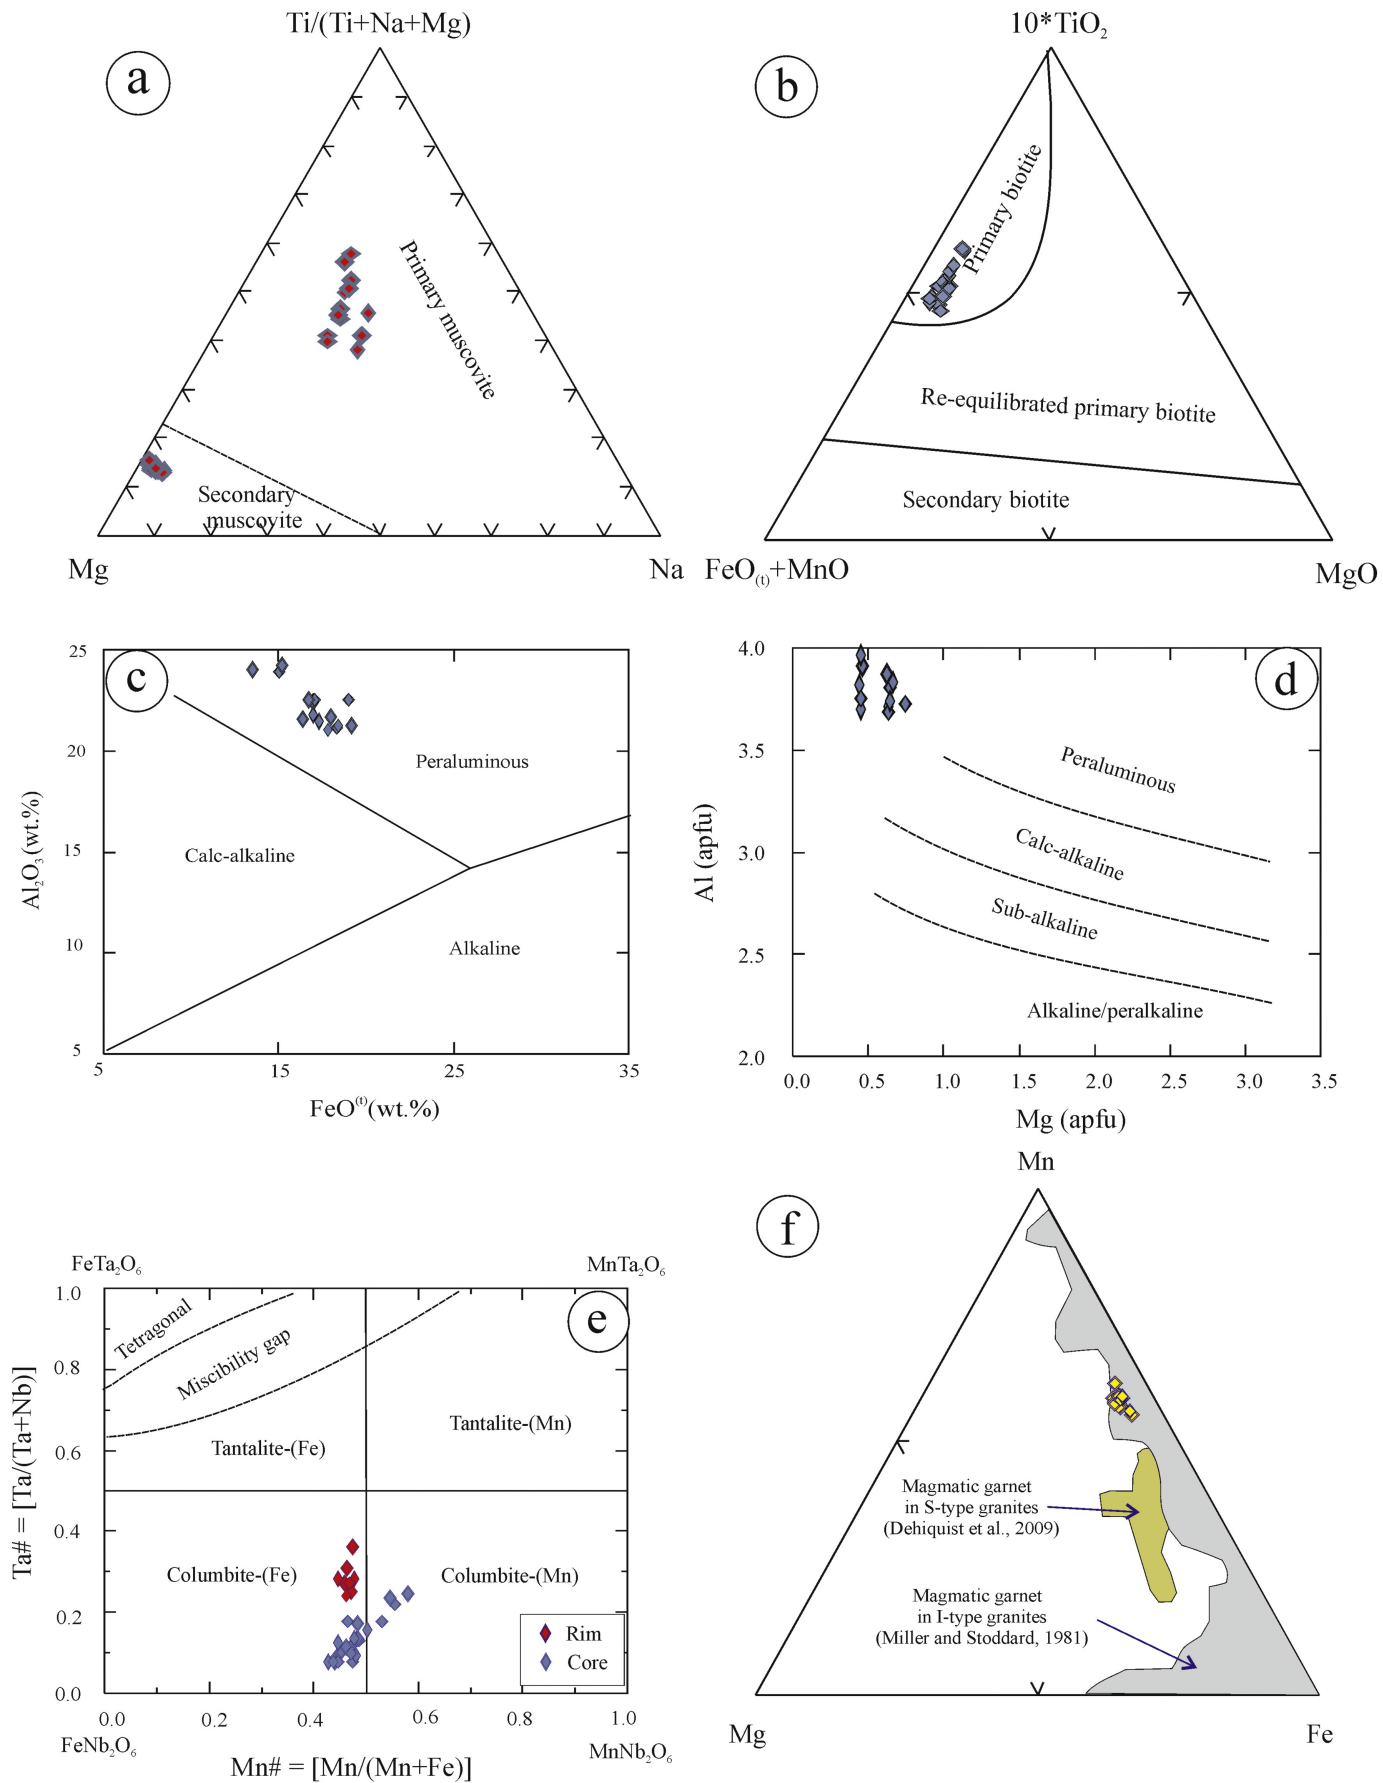 Ti/(Ti+Na+Mg)
a
Primary muscovite
Secondary
muscovite
Mg
Na
10*TiO₂
b
Primary biotite
Re-equilibrated primary biotite
Secondary biotite
FeO₍t₎+MnO
MgO
25
20
15
10
5
c
Peraluminous
Calc-alkaline
Alkaline
Al₂O₃ (wt.%)
5
15
25
35
FeO⁽ᵗ⁾(wt.%)
4.0
3.5
3.0
2.5
2.0
d
Peraluminous
Calc-alkaline
Sub-alkaline
Alkaline/peralkaline
Al (apfu)
0.0
0.5
1.0
1.5
2.0
2.5
3.0
3.5
Mg (apfu)
FeTa₂O₆
MnTa₂O₆
1.0
0.8
0.6
0.4
0.2
0.0
e
Tetragonal
Miscibility gap
Tantalite-(Fe)
Tantalite-(Mn)
Columbite-(Fe)
Columbite-(Mn)
Rim
Core
Ta# = [Ta/(Ta+Nb)]
0.0
0.2
0.4
0.6
0.8
1.0
FeNb₂O₆
MnNb₂O₆
Mn# = [Mn/(Mn+Fe)]
Mn
f
Magmatic garnet
in S-type granites
(Dehiquist et al., 2009)
Magmatic garnet
in I-type granites
(Miller and Stoddard, 1981)
Mg
Fe